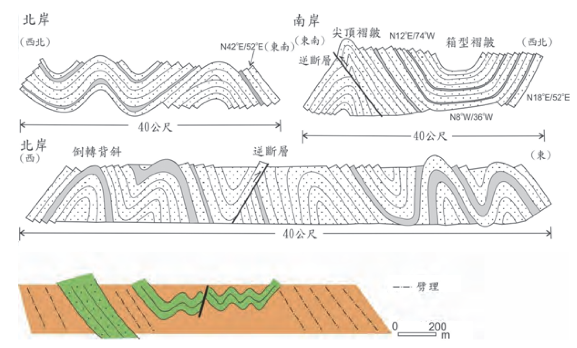 北岸
(西北)
N42°E/52°E
(東南)
40公尺
南岸
(東南)
尖頂褶皺
逆斷層
N12°E/74°W
箱型褶皺
(西北)
N18°E/52°E
N8°W/36°W
40公尺
北岸
(西)
倒轉背斜
逆斷層
(東)
40公尺
劈理
0 200
m